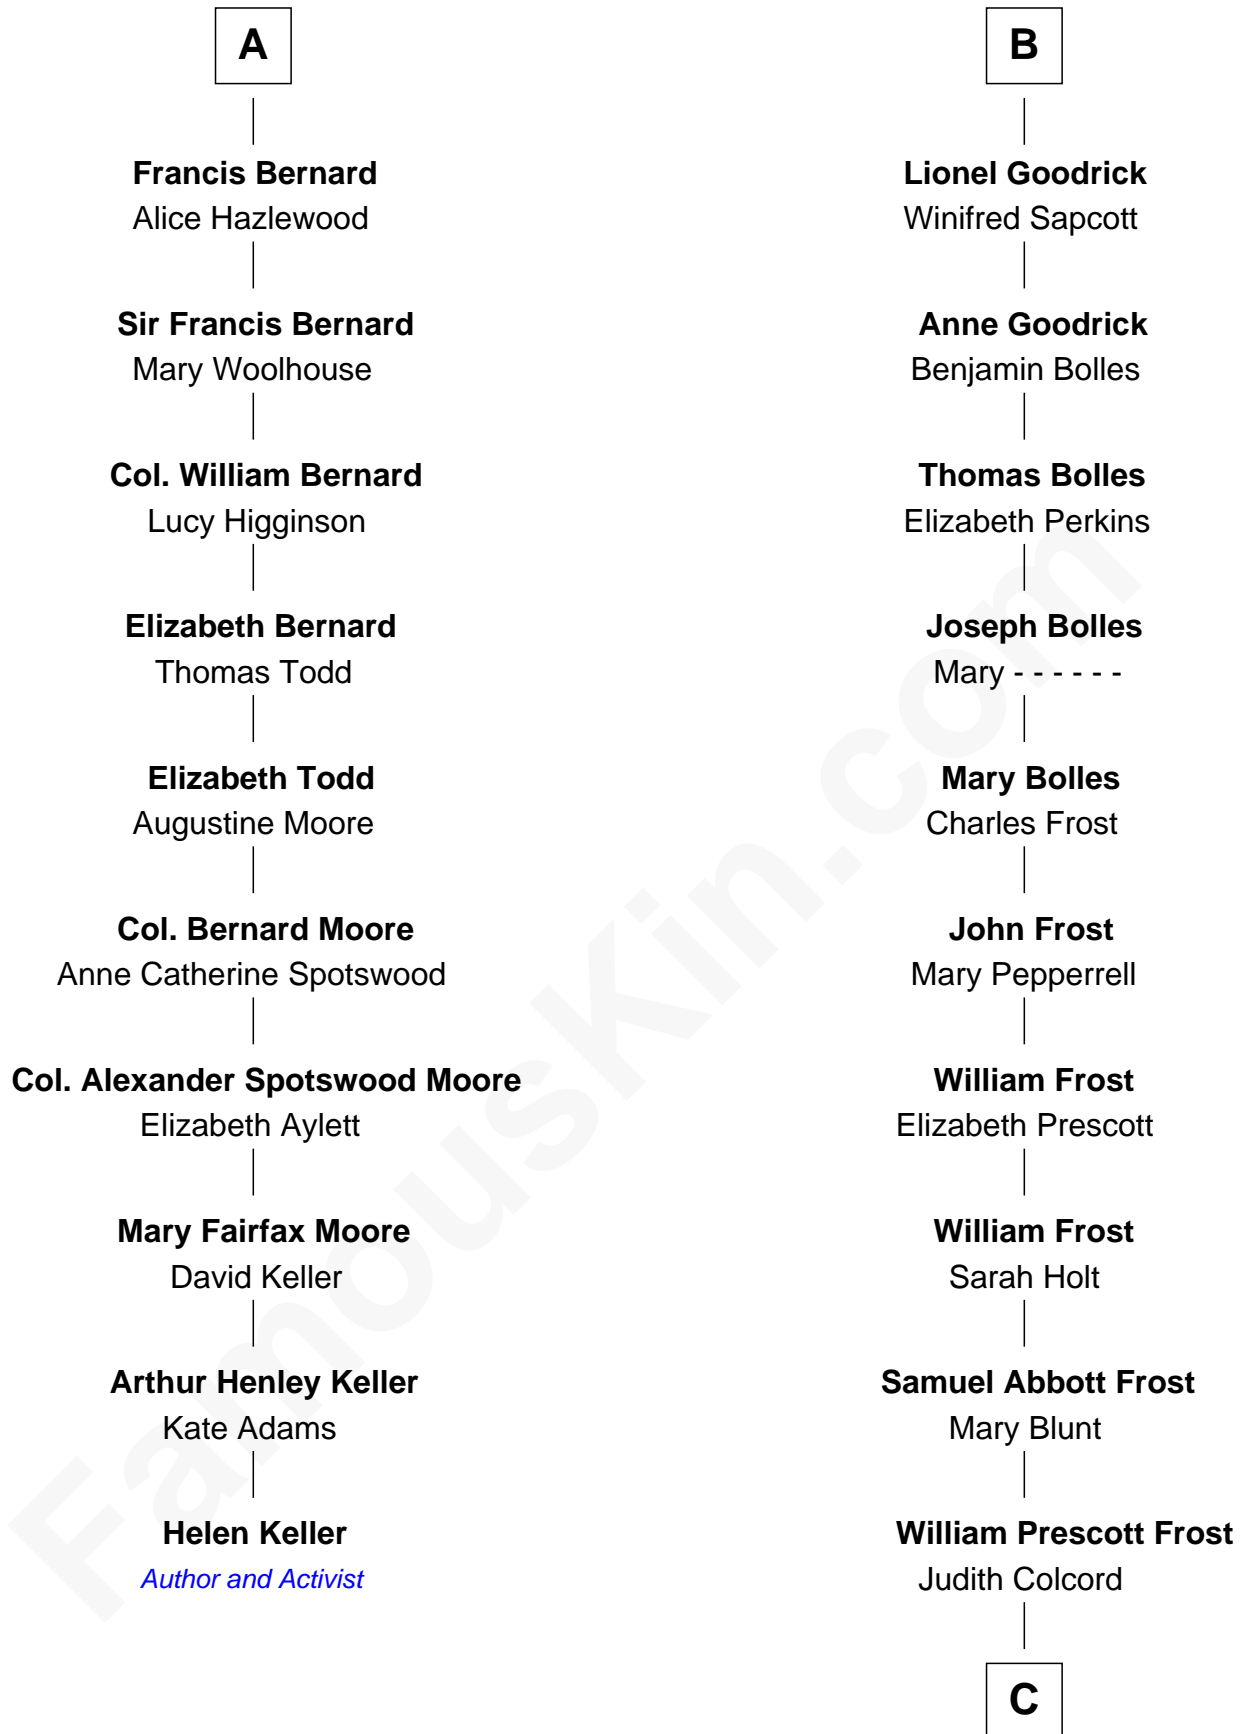 A
Francis Bernard
Alice Hazlewood
Sir Francis Bernard
Mary Woolhouse
Col. William Bernard
Lucy Higginson
Elizabeth Bernard
Thomas Todd
Elizabeth Todd
Augustine Moore
Col. Bernard Moore
Anne Catherine Spotswood
Col. Alexander Spotswood Moore
Elizabeth Aylett
Mary Fairfax Moore
David Keller
Arthur Henley Keller
Kate Adams
Helen Keller
Author and Activist
B
Lionel Goodrick
Winifred Sapcott
Anne Goodrick
Benjamin Bolles
Thomas Bolles
Elizabeth Perkins
Joseph Bolles
Mary - - - - - -
Mary Bolles
Charles Frost
John Frost
Mary Pepperrell
William Frost
Elizabeth Prescott
William Frost
Sarah Holt
Samuel Abbott Frost
Mary Blunt
William Prescott Frost
Judith Colcord
C
FamousKin.com